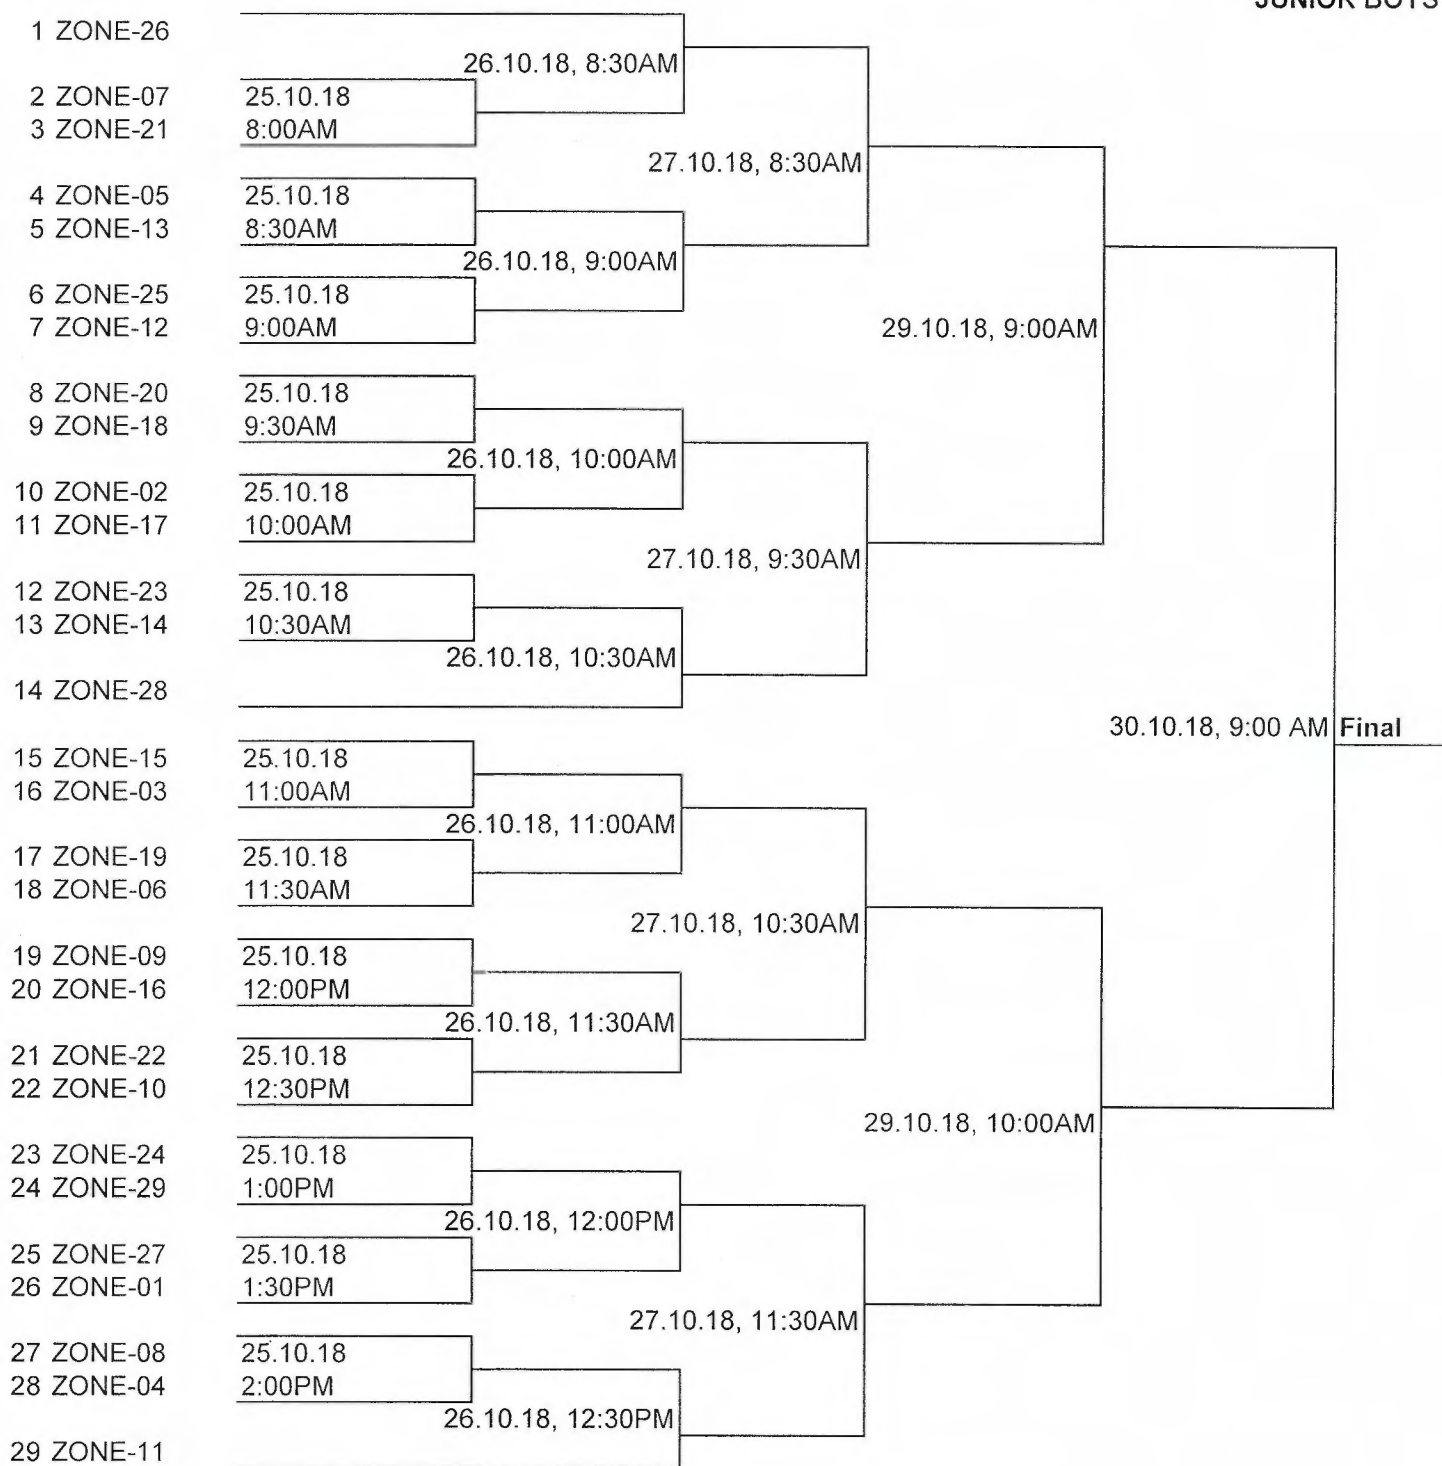 JUNIOR BOYS
1 ZONE-26
26.10.18, 8:30AM
2 ZONE-07 25.10.18
3 ZONE-21 8:00AM
27.10.18, 8:30AM
4 ZONE-05 25.10.18
5 ZONE-13 8:30AM
26.10.18, 9:00AM
6 ZONE-25 25.10.18
7 ZONE-12 9:00AM
29.10.18, 9:00AM
8 ZONE-20 25.10.18
9 ZONE-18 9:30AM
26.10.18, 10:00AM
10 ZONE-02 25.10.18
11 ZONE-17 10:00AM
27.10.18, 9:30AM
12 ZONE-23 25.10.18
13 ZONE-14 10:30AM
26.10.18, 10:30AM
14 ZONE-28
30.10.18, 9:00 AM Final
15 ZONE-15 25.10.18
16 ZONE-03 11:00AM
26.10.18, 11:00AM
17 ZONE-19 25.10.18
18 ZONE-06 11:30AM
27.10.18, 10:30AM
19 ZONE-09 25.10.18
20 ZONE-16 12:00PM
26.10.18, 11:30AM
21 ZONE-22 25.10.18
22 ZONE-10 12:30PM
29.10.18, 10:00AM
23 ZONE-24 25.10.18
24 ZONE-29 1:00PM
26.10.18, 12:00PM
25 ZONE-27 25.10.18
26 ZONE-01 1:30PM
27.10.18, 11:30AM
27 ZONE-08 25.10.18
28 ZONE-04 2:00PM
26.10.18, 12:30PM
29 ZONE-11